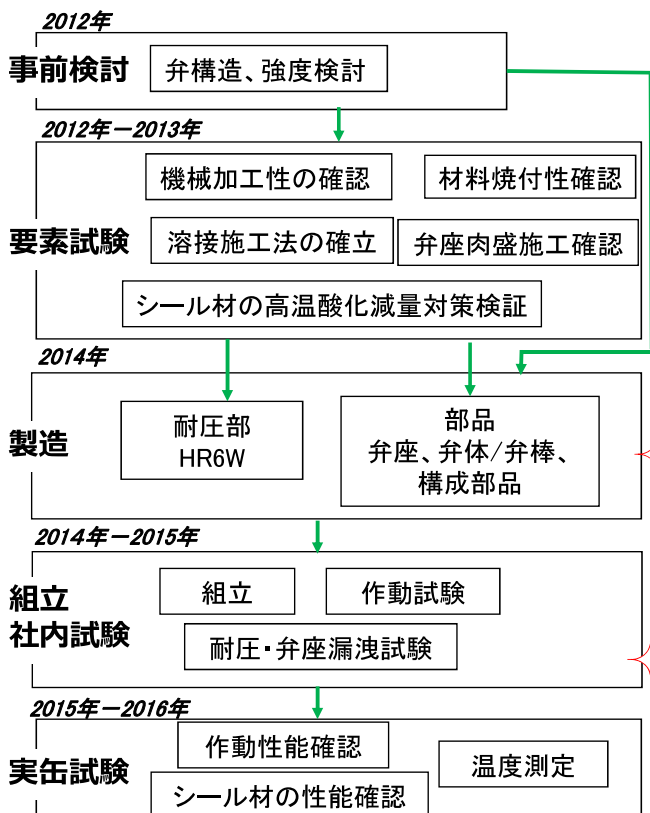 2012年
事前検討
弁構造、強度検討
2012年－2013年
要素試験
機械加工性の確認
材料焼付性確認
溶接施工法の確立
弁座肉盛施工確認
シール材の高温酸化減量対策検証
2014年
製造
耐圧部
HR6W
部品
弁座、弁体/弁棒、
構成部品
2014年－2015年
組立
社内試験
組立
作動試験
耐圧・弁座漏洩試験
2015年－2016年
実缶試験
作動性能確認
温度測定
シール材の性能確認